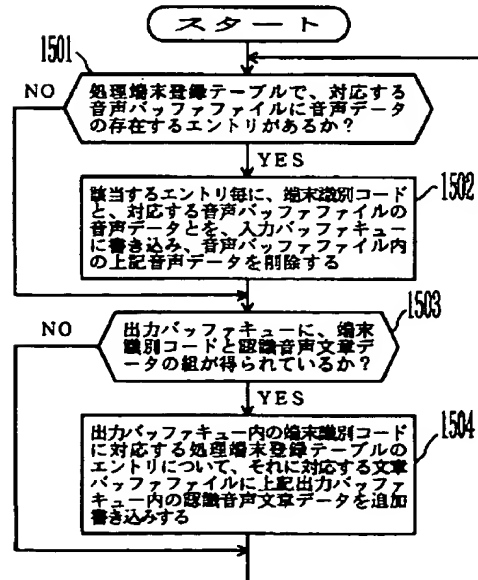 スタート
1501
NO
処理端末登録テーブルで、対応する
音声バッファファイルに音声データ
の存在するエントリがあるか？
YES
1502
該当するエントリ毎に、端末識別コード
と、対応する音声バッファファイルの
音声データとを、入力バッファキュー
に書き込み、音声バッファファイル内
の上記音声データを削除する
1503
NO
出力バッファキューに、端末
識別コードと認識音声文章デ
ータの組が得られているか？
YES
1504
出力バッファキュー内の端末識別コード
に対応する処理端末登録テーブルの
エントリについて、それに対応する文章
バッファファイルに上記出力バッファ
キュー内の認識音声文章データを追加
書き込みする